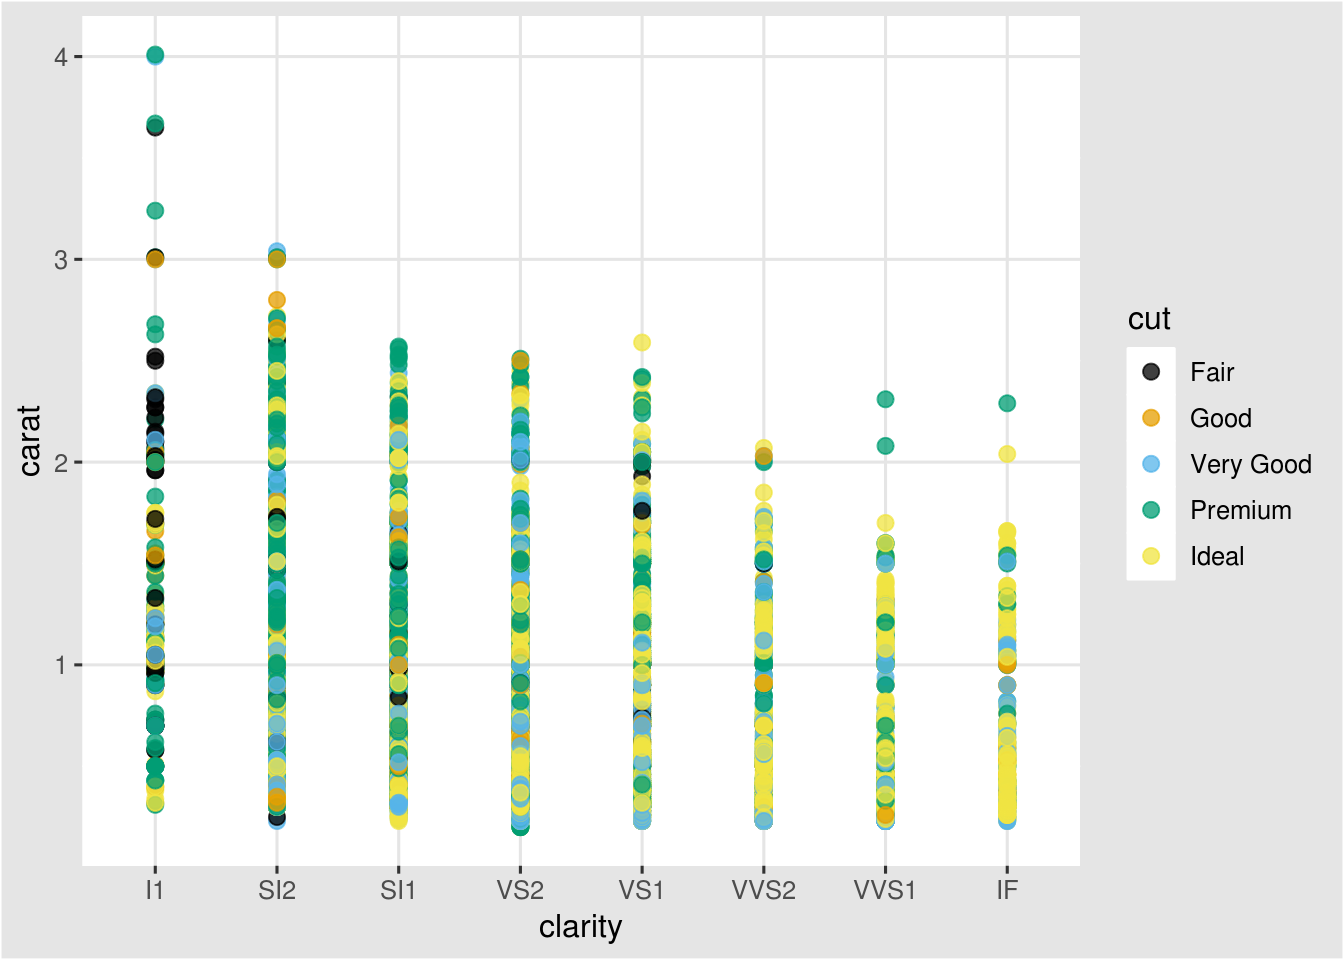 4
3
2
1
carat
I1 SI2 SI1 VS2 VS1 VVS2 VVS1 IF
clarity
cut
Fair
Good
Very Good
Premium
Ideal